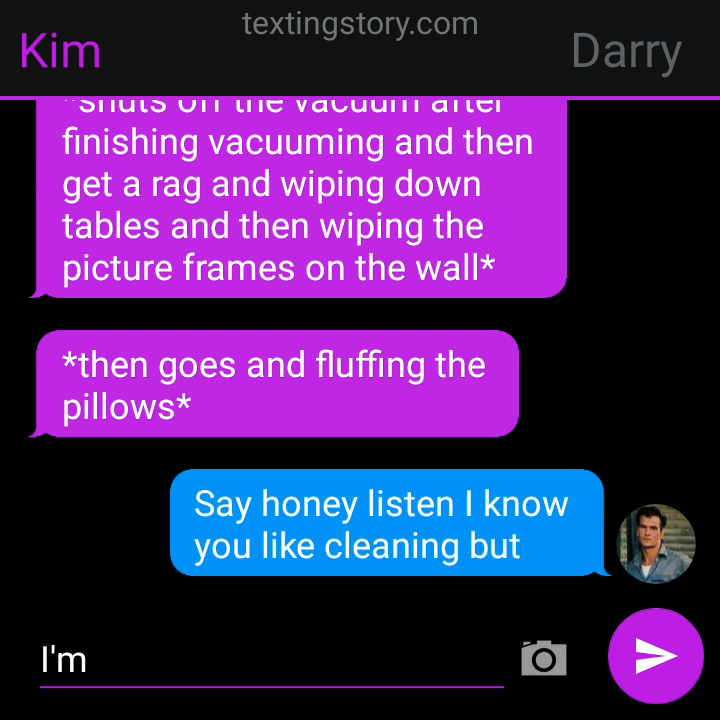 textingstory.com
Kim
Darry
*shuts off the vacuum after
finishing vacuuming and then
get a rag and wiping down
tables and then wiping the
picture frames on the wall*
*then goes and fluffing the
pillows*
Say honey listen I know
you like cleaning but
I'm